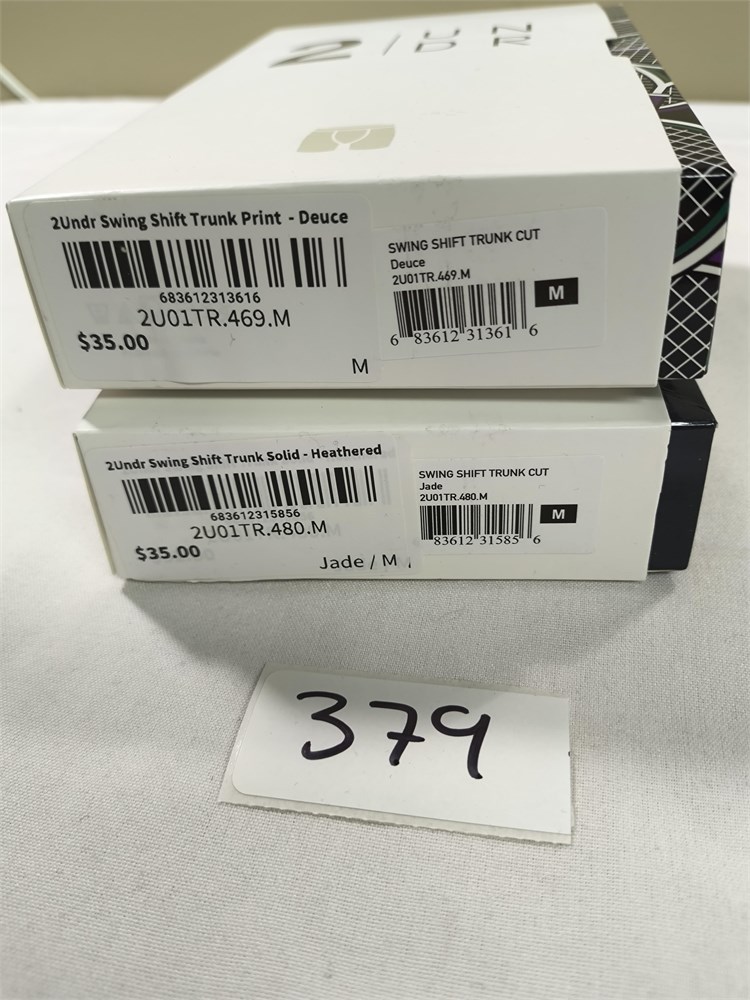 2 / UNDR
2Undr Swing Shift Trunk Print - Deuce
683612313616
2U01TR.469.M
$35.00
M
SWING SHIFT TRUNK CUT
Deuce
2U01TR.469.M
M
6 83612 31361 6
2Undr Swing Shift Trunk Solid - Heathered
683612315856
2U01TR.480.M
$35.00
Jade / M
SWING SHIFT TRUNK CUT
Jade
2U01TR.480.M
M
83612 31585 6
379